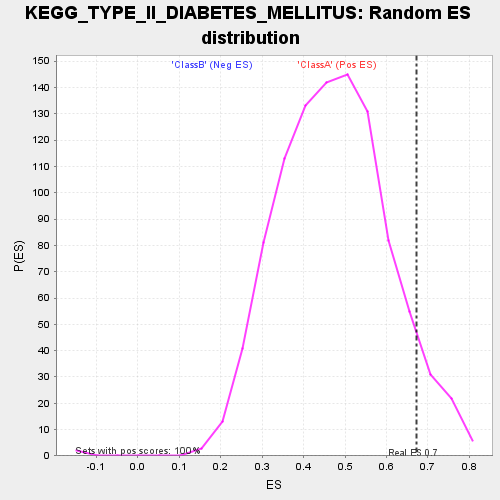 KEGG_TYPE_II_DIABETES_MELLITUS: Random ES
distribution
'ClassB' (Neg ES) 'ClassA' (Pos ES)
150
140
130
120
110
100
90
80
70
60
50
40
30
20
10
0
P(ES)
Sets with pos scores: 100%
Real ES 0.7
-0.1 0.0 0.1 0.2 0.3 0.4 0.5 0.6 0.7 0.8
ES